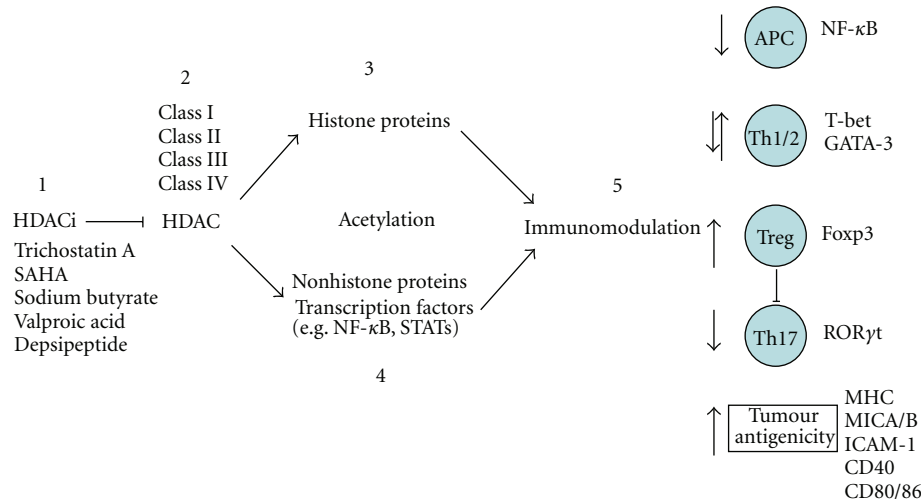 1
HDACi
Trichostatin A
SAHA
Sodium butyrate
Valproic acid
Depsipeptide
2
Class I
Class II
Class III
Class IV
HDAC
3
Histone proteins
Acetylation
Nonhistone proteins
Transcription factors
(e.g. NF-κB, STATs)
4
5
Immunomodulation
APC
NF-κB
Th1/2
T-bet
GATA-3
Treg
Foxp3
Th17
RORγt
Tumour
antigenicity
MHC
MICA/B
ICAM-1
CD40
CD80/86